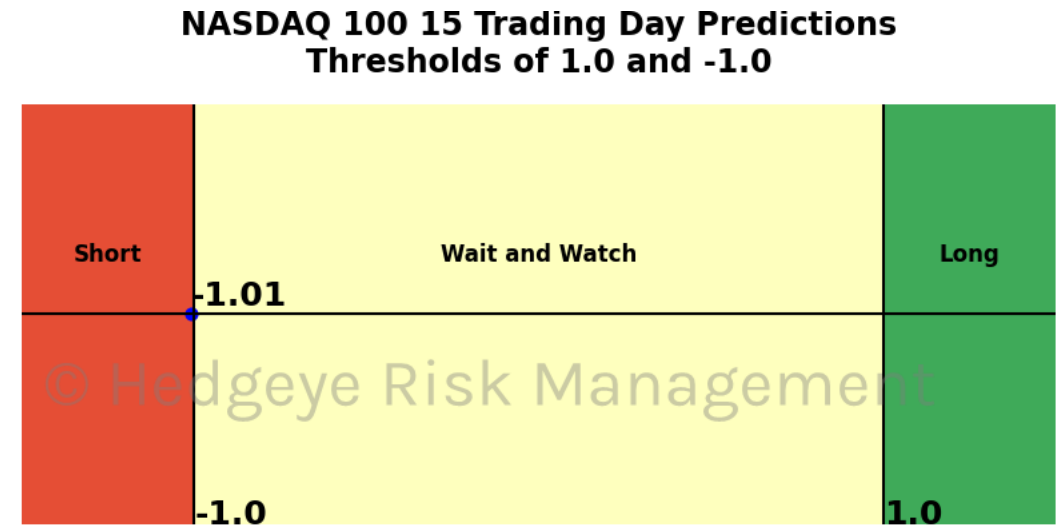 NASDAQ 100 15 Trading Day Predictions
Thresholds of 1.0 and -1.0
Short
Wait and Watch
Long
-1.01
© Hedgeye Risk Management
-1.0
1.0